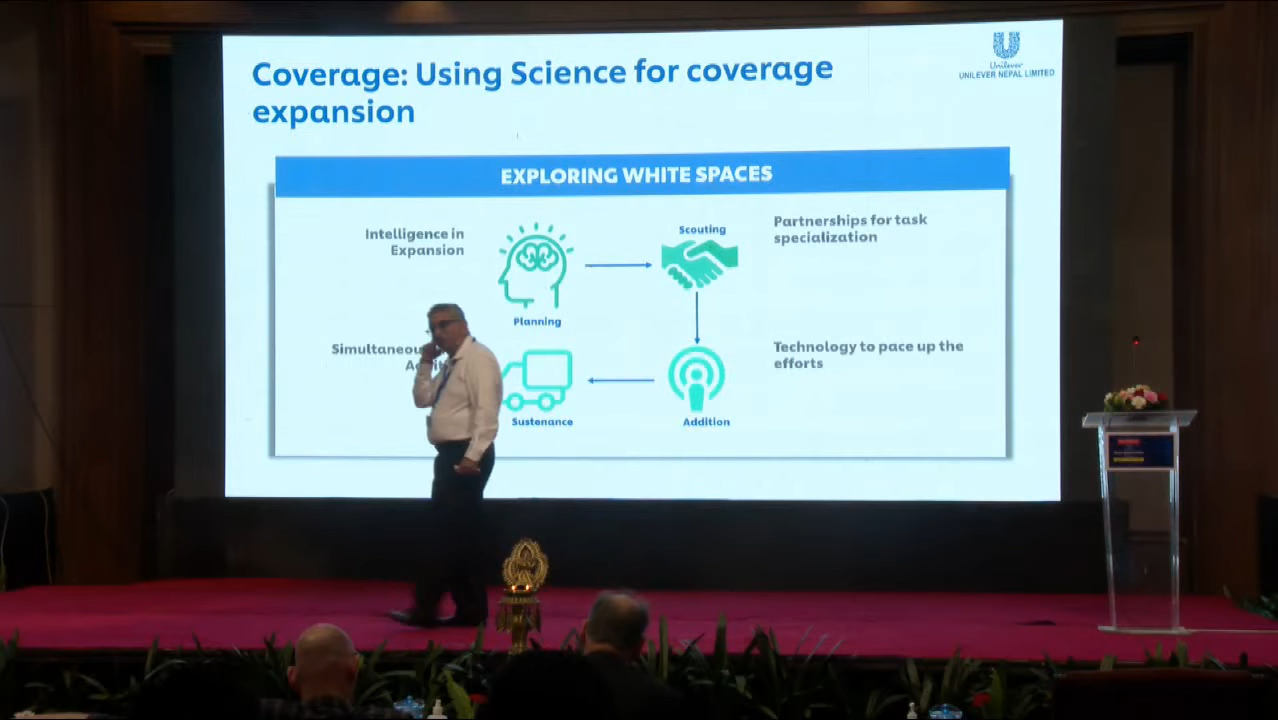 Coverage: Using Science for coverage
expansion
Unilever
UNILEVER NEPAL LIMITED
EXPLORING WHITE SPACES
Intelligence in
Expansion
Planning
Scouting
Partnerships for task
specialization
Sustenance
Addition
Technology to pace up the
efforts